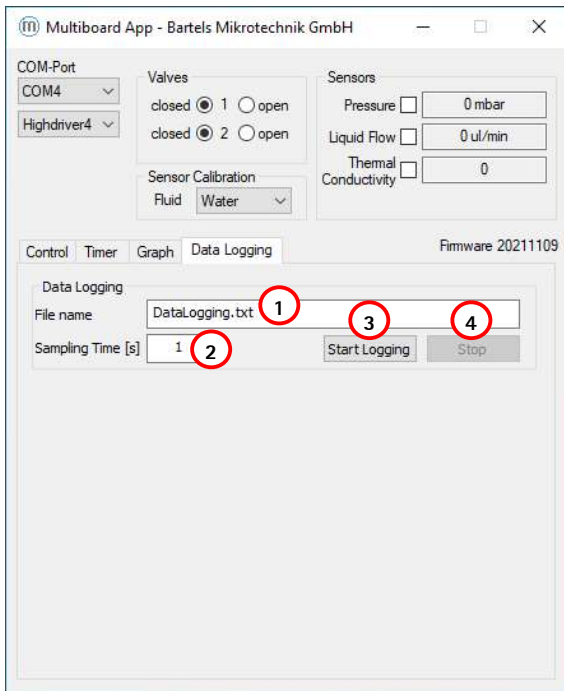 m Multiboard App - Bartels Mikrotechnik GmbH
COM-Port
COM4
Highdriver4
Valves
closed 1 open
closed 2 open
Sensor Calibration
Fluid Water
Sensors
Pressure 0 mbar
Liquid Flow 0 ul/min
Thermal
Conductivity 0
Control Timer Graph Data Logging
Firmware 20211109
Data Logging
File name DataLogging.txt 1
3 4
Sampling Time [s] 1 2 Start Logging Stop